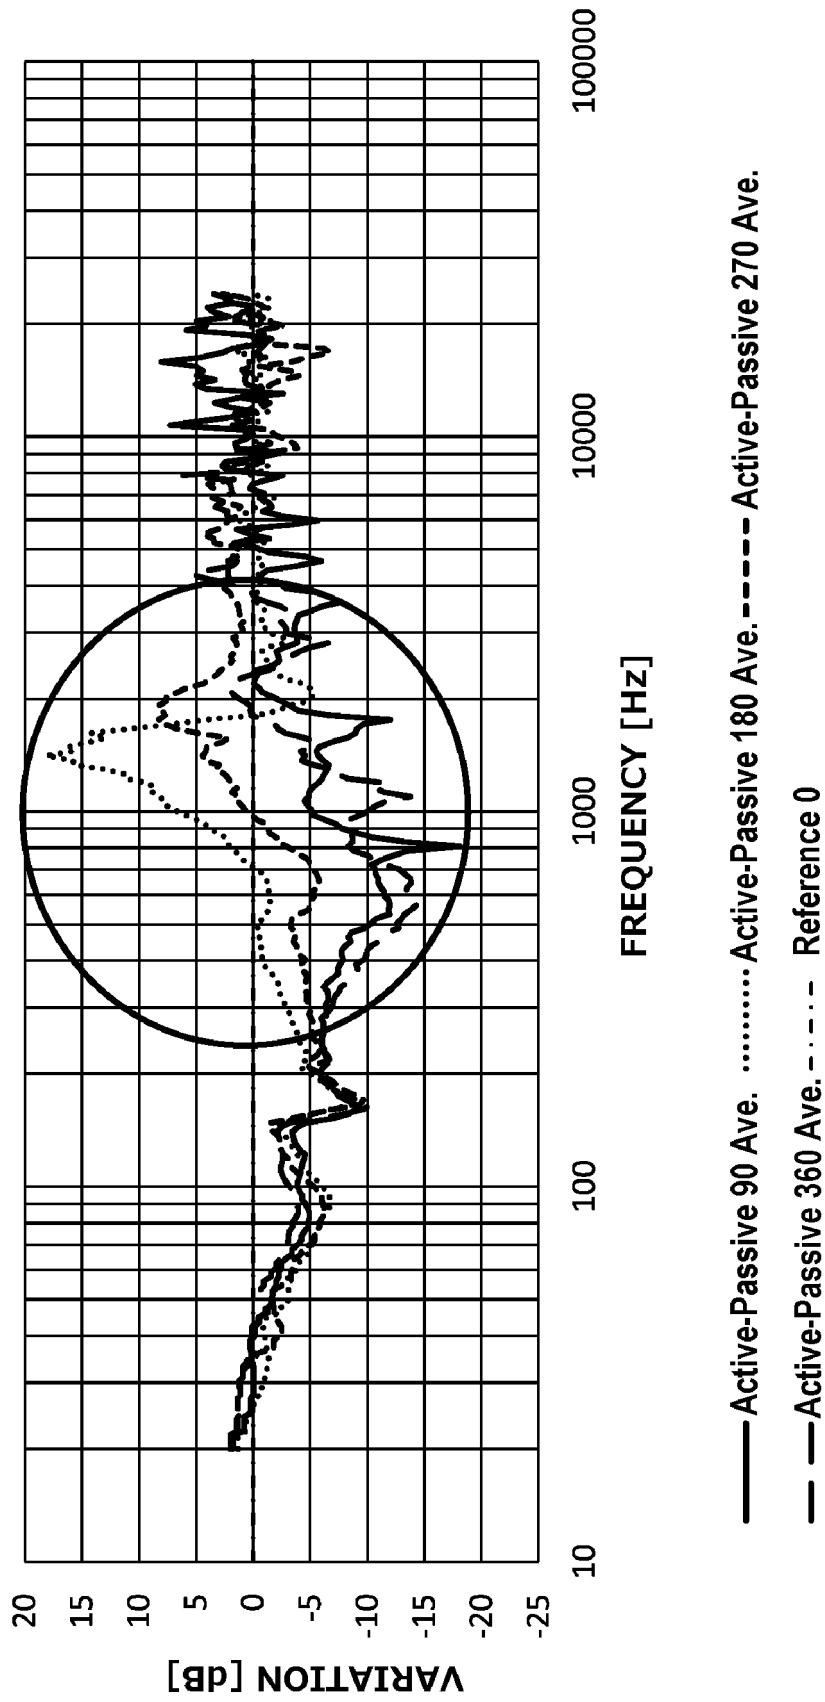 20
15
10
5
0
-5
-10
-15
-20
-25
VARIATION [dB]
10
100
1000
10000
100000
FREQUENCY [Hz]
Active-Passive 90 Ave.
Active-Passive 180 Ave.
Active-Passive 270 Ave.
Active-Passive 360 Ave.
Reference 0